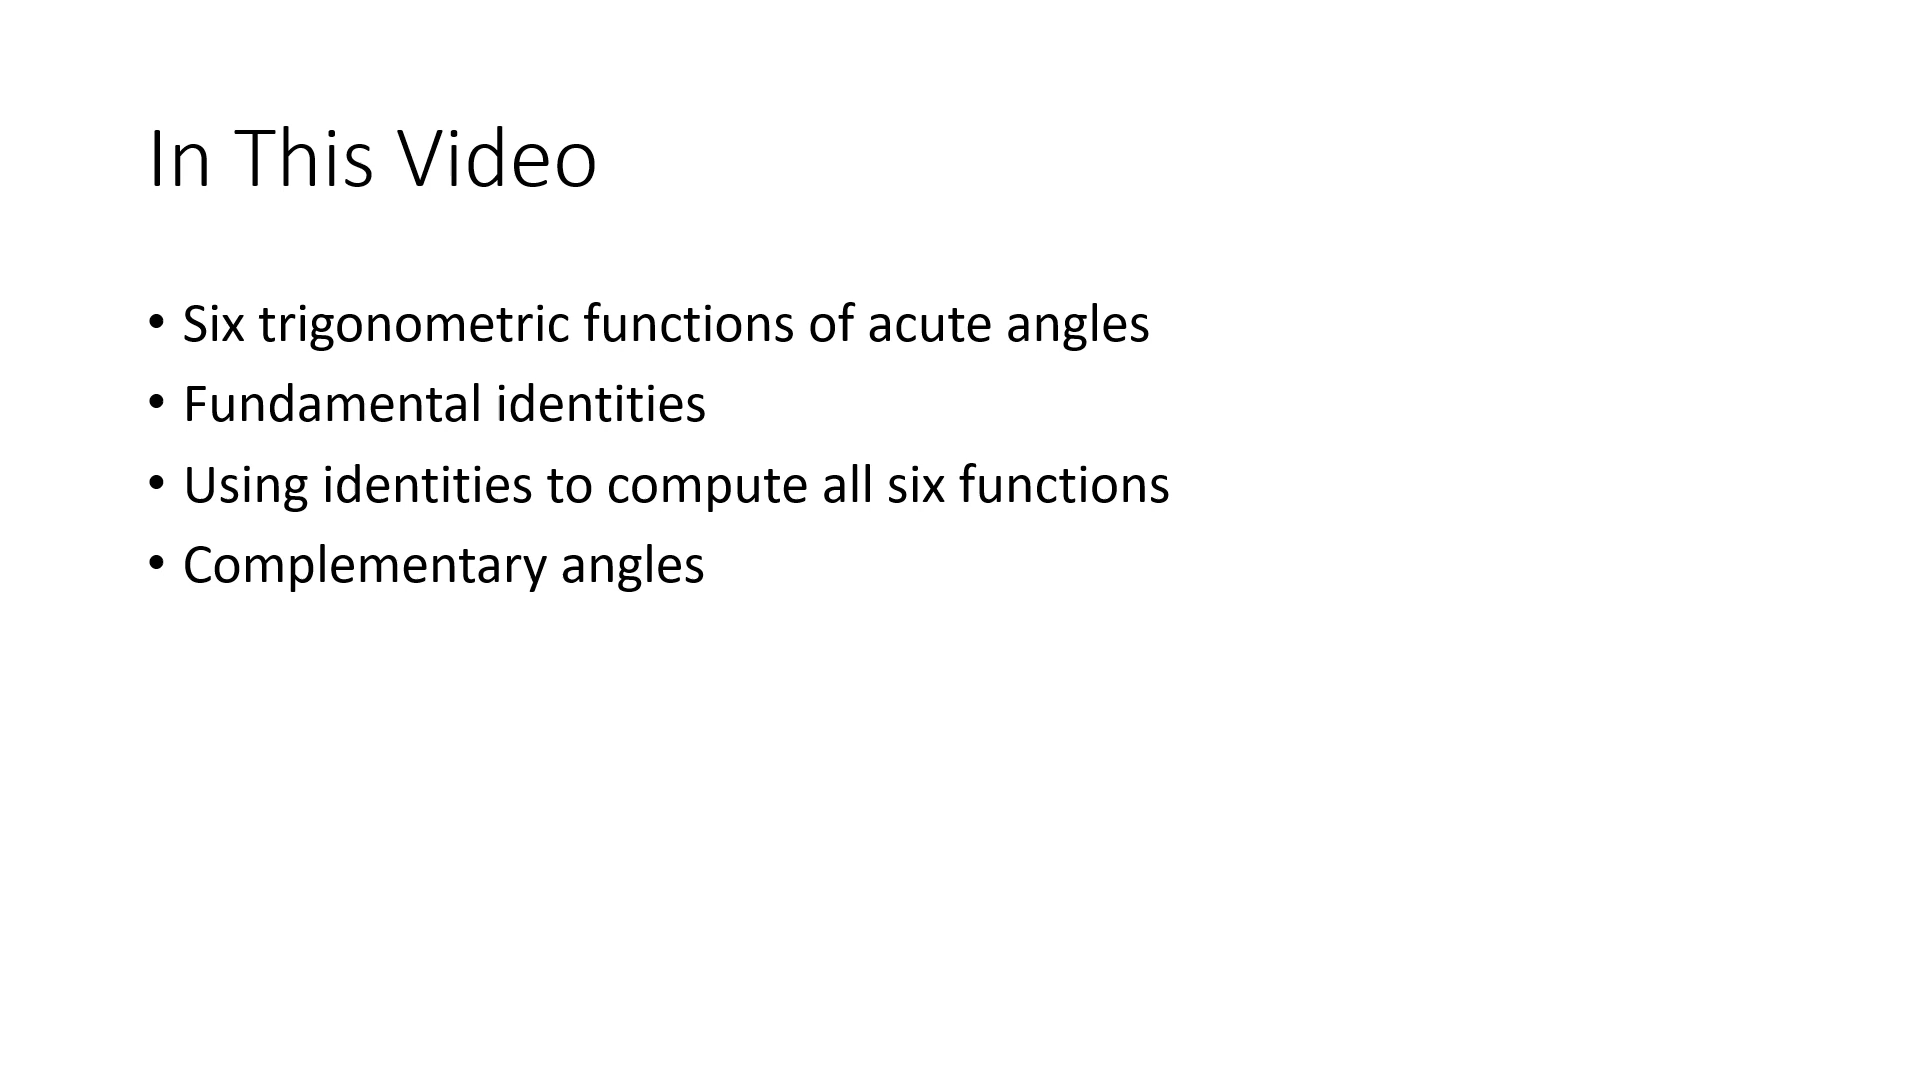 In This Video
• Six trigonometric functions of acute angles
• Fundamental identities
• Using identities to compute all six functions
• Complementary angles